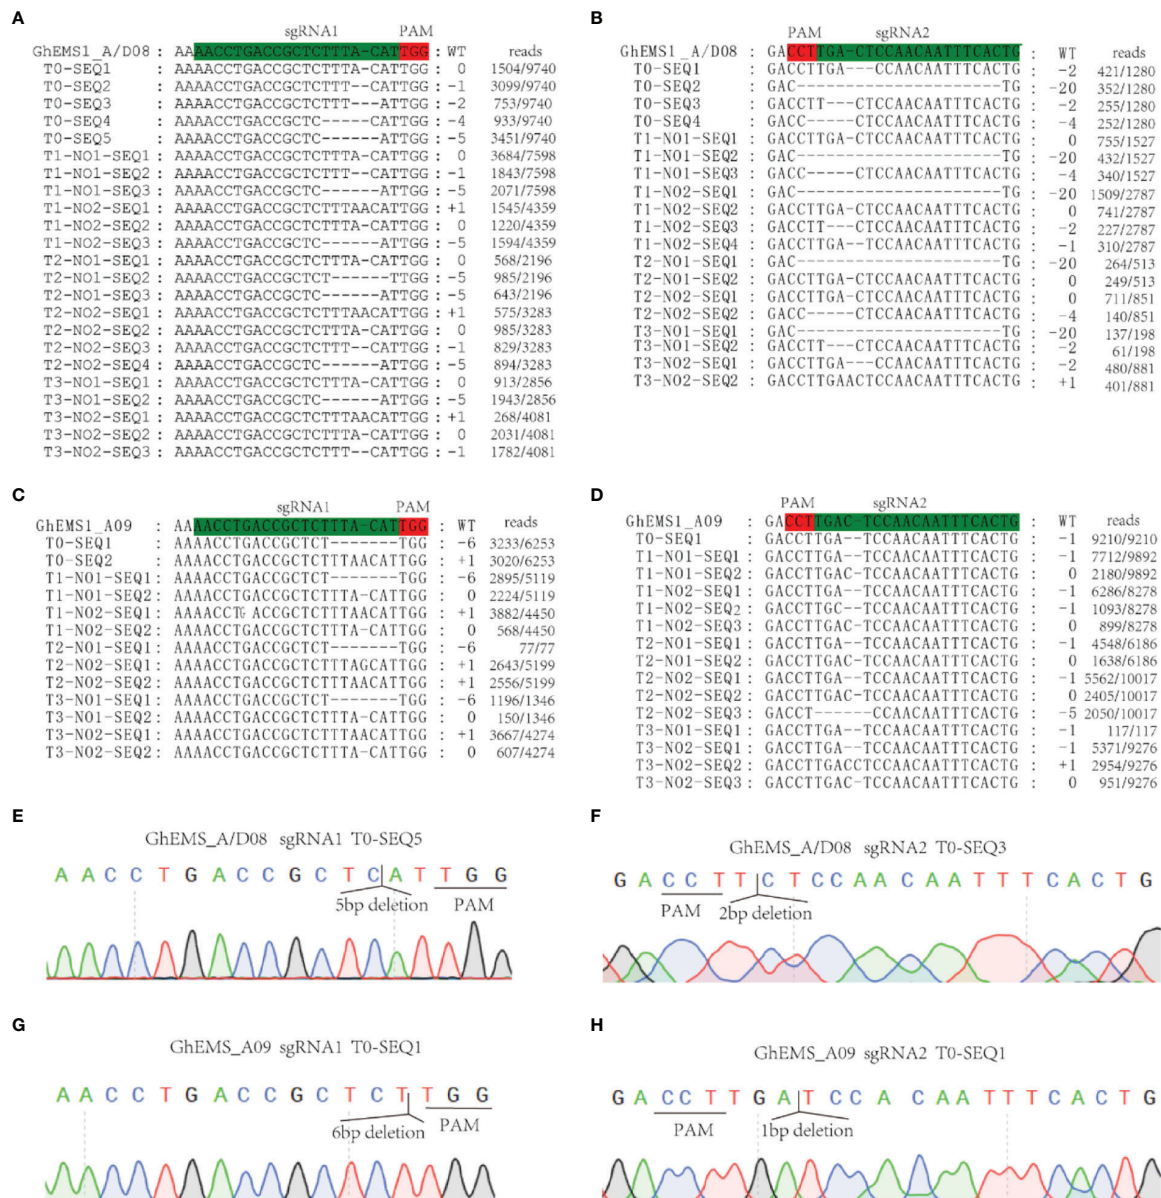 A
sgRNA1 PAM
GhEMS1_A/D08 : AAAACCTGACCGCTCTTTA-CATTGG : WT reads
T0-SEQ1 : AAAACCTGACCGCTCTTTA-CATTGG : 0 1504/9740
T0-SEQ2 : AAAACCTGACCGCTCTTT--CATTGG : -1 3099/9740
T0-SEQ3 : AAAACCTGACCGCTCTT---CATTGG : -2 753/9740
T0-SEQ4 : AAAACCTGACCGCTC-----CATTGG : -4 933/9740
T0-SEQ5 : AAAACCTGACCGCTC------ATTGG : -5 3451/9740
T1-NO1-SEQ1 : AAAACCTGACCGCTCTTTA-CATTGG : 0 3684/7598
T1-NO1-SEQ2 : AAAACCTGACCGCTCTTT--CATTGG : -1 1843/7598
T1-NO1-SEQ3 : AAAACCTGACCGCTC------ATTGG : -5 2071/7598
T1-NO2-SEQ1 : AAAACCTGACCGCTCTTTAACATTGG : +1 1545/4359
T1-NO2-SEQ2 : AAAACCTGACCGCTCTTTA-CATTGG : 0 1220/4359
T1-NO2-SEQ3 : AAAACCTGACCGCTC------ATTGG : -5 1594/4359
T2-NO1-SEQ1 : AAAACCTGACCGCTCTTTA-CATTGG : 0 568/2196
T2-NO1-SEQ2 : AAAACCTGACCGCTCT------TTGG : -5 985/2196
T2-NO1-SEQ3 : AAAACCTGACCGCTC------ATTGG : -5 643/2196
T2-NO2-SEQ1 : AAAACCTGACCGCTCTTTAACATTGG : +1 575/3283
T2-NO2-SEQ2 : AAAACCTGACCGCTCTTTA-CATTGG : 0 985/3283
T2-NO2-SEQ3 : AAAACCTGACCGCTCTTT--CATTGG : -1 829/3283
T2-NO2-SEQ4 : AAAACCTGACCGCTC------ATTGG : -5 894/3283
T3-NO1-SEQ1 : AAAACCTGACCGCTCTTTA-CATTGG : 0 913/2856
T3-NO1-SEQ2 : AAAACCTGACCGCTC------ATTGG : -5 1943/2856
T3-NO2-SEQ1 : AAAACCTGACCGCTCTTTAACATTGG : +1 268/4081
T3-NO2-SEQ2 : AAAACCTGACCGCTCTTTA-CATTGG : 0 2031/4081
T3-NO2-SEQ3 : AAAACCTGACCGCTCTTT--CATTGG : -1 1782/4081
B
PAM sgRNA2
GhEMS1_A/D08 : GACCTTGA-CTCCAACAATTTCACTG : WT reads
T0-SEQ1 : GACCTTGA---CCAACAATTTCACTG : -2 421/1280
T0-SEQ2 : GAC---------------------TG : -20 352/1280
T0-SEQ3 : GACCTT---CTCCAACAATTTCACTG : -2 255/1280
T0-SEQ4 : GACC-----CTCCAACAATTTCACTG : -4 252/1280
T1-NO1-SEQ1 : GACCTTGA-CTCCAACAATTTCACTG : 0 755/1527
T1-NO1-SEQ2 : GAC---------------------TG : -20 432/1527
T1-NO1-SEQ3 : GACC-----CTCCAACAATTTCACTG : -4 340/1527
T1-NO2-SEQ1 : GAC---------------------TG : -20 1509/2787
T1-NO2-SEQ2 : GACCTTGA-CTCCAACAATTTCACTG : 0 741/2787
T1-NO2-SEQ3 : GACCTT---CTCCAACAATTTCACTG : -2 227/2787
T1-NO2-SEQ4 : GACCTTGA--TCCAACAATTTCACTG : -1 310/2787
T2-NO1-SEQ1 : GAC---------------------TG : -20 264/513
T2-NO1-SEQ2 : GACCTTGA-CTCCAACAATTTCACTG : 0 249/513
T2-NO2-SEQ1 : GACCTTGA-CTCCAACAATTTCACTG : 0 711/851
T2-NO2-SEQ2 : GACC-----CTCCAACAATTTCACTG : -4 140/851
T3-NO1-SEQ1 : GAC---------------------TG : -20 137/198
T3-NO1-SEQ2 : GACCTT---CTCCAACAATTTCACTG : -2 61/198
T3-NO2-SEQ1 : GACCTTGA---CCAACAATTTCACTG : -2 480/881
T3-NO2-SEQ2 : GACCTTGAACTCCAACAATTTCACTG : +1 401/881
C
sgRNA1 PAM
GhEMS1_A09 : AAAACCTGACCGCTCTTTA-CATTGG : WT reads
T0-SEQ1 : AAAACCTGACCGCTCT-------TGG : -6 3233/6253
T0-SEQ2 : AAAACCTGACCGCTCTTTAACATTGG : +1 3020/6253
T1-NO1-SEQ1: AAAACCTGACCGCTCT-------TGG : -6 2895/5119
T1-NO1-SEQ2: AAAACCTGACCGCTCTTTA-CATTGG : 0 2224/5119
T1-NO2-SEQ1: AAAACCTG ACCGCTCTTTAACATTGG : +1 3882/4450
T1-NO2-SEQ2: AAAACCTGACCGCTCTTTA-CATTGG : 0 568/4450
T2-NO1-SEQ1: AAAACCTGACCGCTCT-------TGG : -6 77/77
T2-NO2-SEQ1: AAAACCTGACCGCTCTTTAGCATTGG : +1 2643/5199
T2-NO2-SEQ2: AAAACCTGACCGCTCTTTAACATTGG : +1 2556/5199
T3-NO1-SEQ1: AAAACCTGACCGCTCT-------TGG : -6 1196/1346
T3-NO1-SEQ2: AAAACCTGACCGCTCTTTA-CATTGG : 0 150/1346
T3-NO2-SEQ1: AAAACCTGACCGCTCTTTAACATTGG : +1 3667/4274
T3-NO2-SEQ2: AAAACCTGACCGCTCTTTA-CATTGG : 0 607/4274
D
PAM sgRNA2
GhEMS1_A09 : GACCTTGAC-TCCAACAATTTCACTG : WT reads
T0-SEQ1 : GACCTTGA--TCCAACAATTTCACTG : -1 9210/9210
T1-NO1-SEQ1 : GACCTTGA--TCCAACAATTTCACTG : -1 7712/9892
T1-NO1-SEQ2 : GACCTTGAC-TCCAACAATTTCACTG : 0 2180/9892
T1-NO2-SEQ1 : GACCTTGA--TCCAACAATTTCACTG : -1 6286/8278
T1-NO2-SEQ2 : GACCTTGC--TCCAACAATTTCACTG : -1 1093/8278
T1-NO2-SEQ3 : GACCTTGAC-TCCAACAATTTCACTG : 0 899/8278
T2-NO1-SEQ1 : GACCTTGA--TCCAACAATTTCACTG : -1 4548/6186
T2-NO1-SEQ2 : GACCTTGAC-TCCAACAATTTCACTG : 0 1638/6186
T2-NO2-SEQ1 : GACCTTGA--TCCAACAATTTCACTG : -1 5562/10017
T2-NO2-SEQ2 : GACCTTGAC-TCCAACAATTTCACTG : 0 2405/10017
T2-NO2-SEQ3 : GACCT------CCAACAATTTCACTG : -5 2050/10017
T3-NO1-SEQ1 : GACCTTGA--TCCAACAATTTCACTG : -1 117/117
T3-NO2-SEQ1 : GACCTTGA--TCCAACAATTTCACTG : -1 5371/9276
T3-NO2-SEQ2 : GACCTTGACCTCCAACAATTTCACTG : +1 2954/9276
T3-NO2-SEQ3 : GACCTTGAC-TCCAACAATTTCACTG : 0 951/9276
E
GhEMS_A/D08 sgRNA1 T0-SEQ5
A A C C T G A C C G C T C A T T G G
5bp deletion PAM
F
GhEMS_A/D08 sgRNA2 T0-SEQ3
G A C C T T C T C C A A C A A T T T C A C T G
PAM 2bp deletion
G
GhEMS_A09 sgRNA1 T0-SEQ1
A A C C T G A C C G C T C T T G G
6bp deletion PAM
H
GhEMS_A09 sgRNA2 T0-SEQ1
G A C C T T G A T C C A C A A T T T C A C T G
PAM 1bp deletion